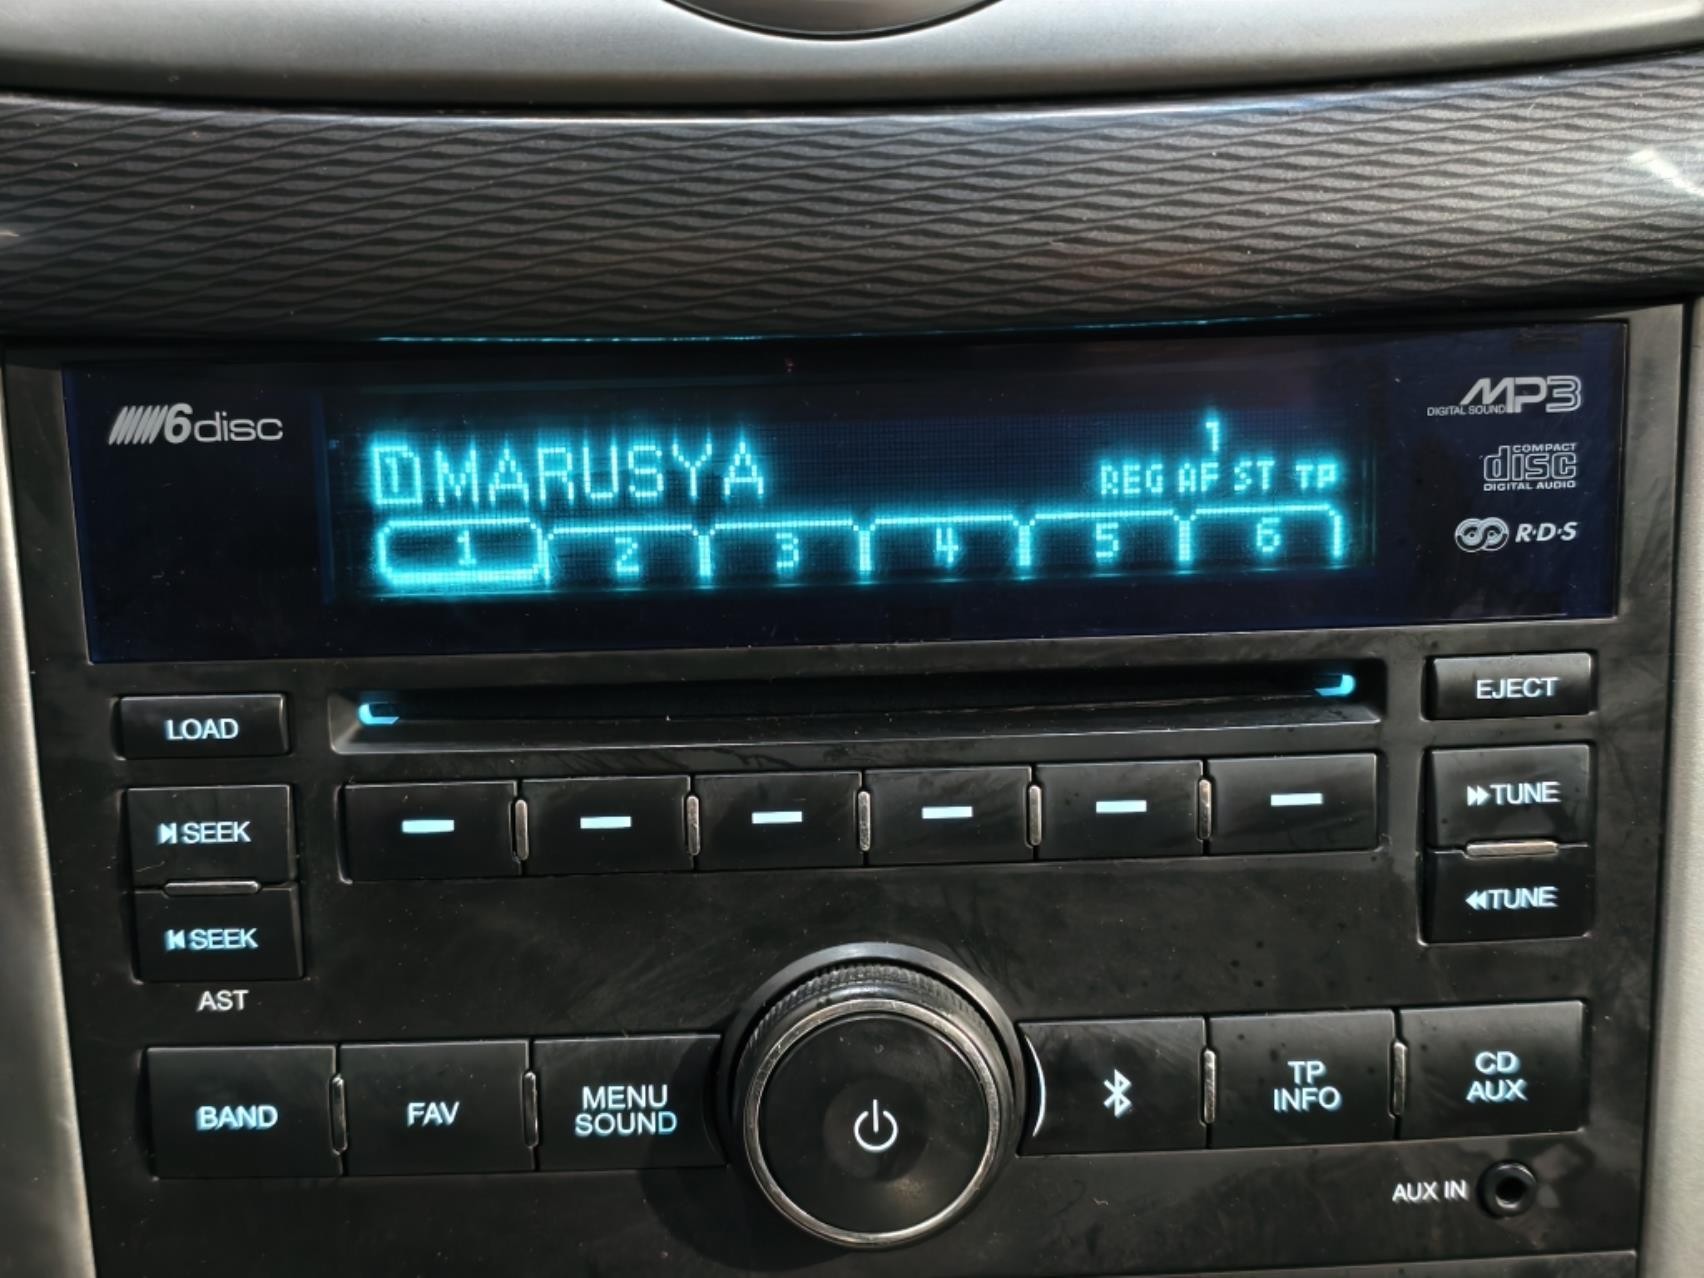 6disc
MP3
DIGITAL SOUND
COMPACT
disc
DIGITAL AUDIO
R·D·S
1 MARUSYA
1
REG AF ST TP
1 2 3 4 5 6
LOAD
EJECT
SEEK
TUNE
SEEK
TUNE
AST
BAND
FAV
MENU
SOUND
TP
INFO
CD
AUX
AUX IN